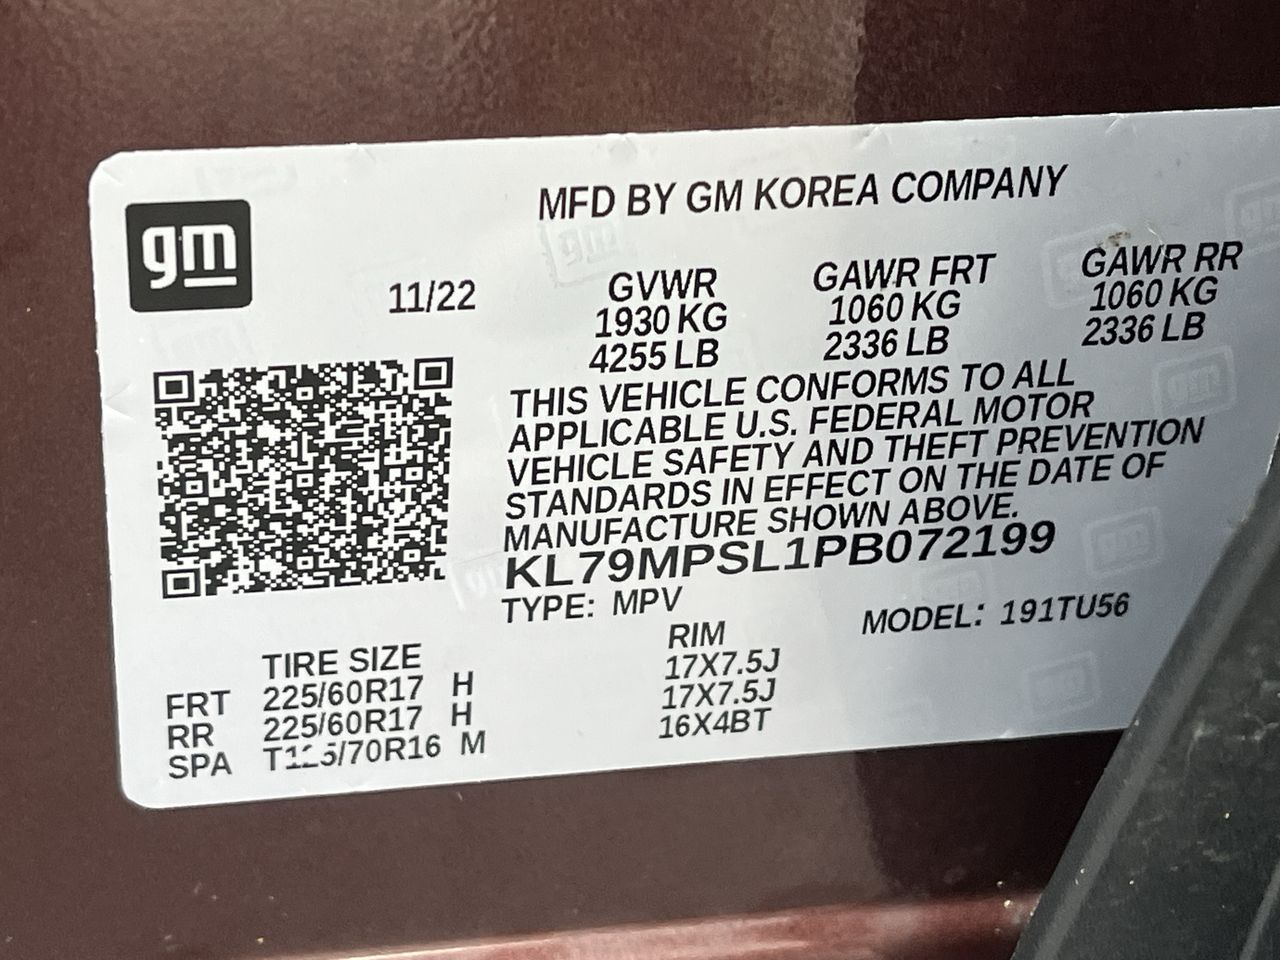 gm
MFD BY GM KOREA COMPANY
11/22
GVWR GAWR FRT GAWR RR
1930 KG 1060 KG 1060 KG
4255 LB 2336 LB 2336 LB
THIS VEHICLE CONFORMS TO ALL
APPLICABLE U.S. FEDERAL MOTOR
VEHICLE SAFETY AND THEFT PREVENTION
STANDARDS IN EFFECT ON THE DATE OF
MANUFACTURE SHOWN ABOVE.
KL79MPSL1PB072199
TYPE: MPV MODEL: 191TU56
TIRE SIZE RIM
FRT 225/60R17 H 17X7.5J
RR 225/60R17 H 17X7.5J
SPA M 16X4BT